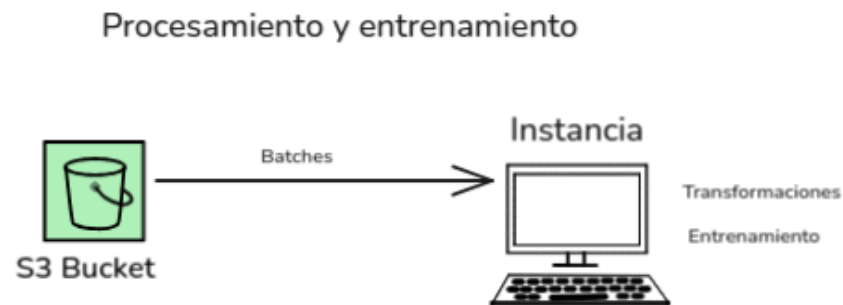 Procesamiento y entrenamiento
Instancia
Batches
Transformaciones
Entrenamiento
S3 Bucket